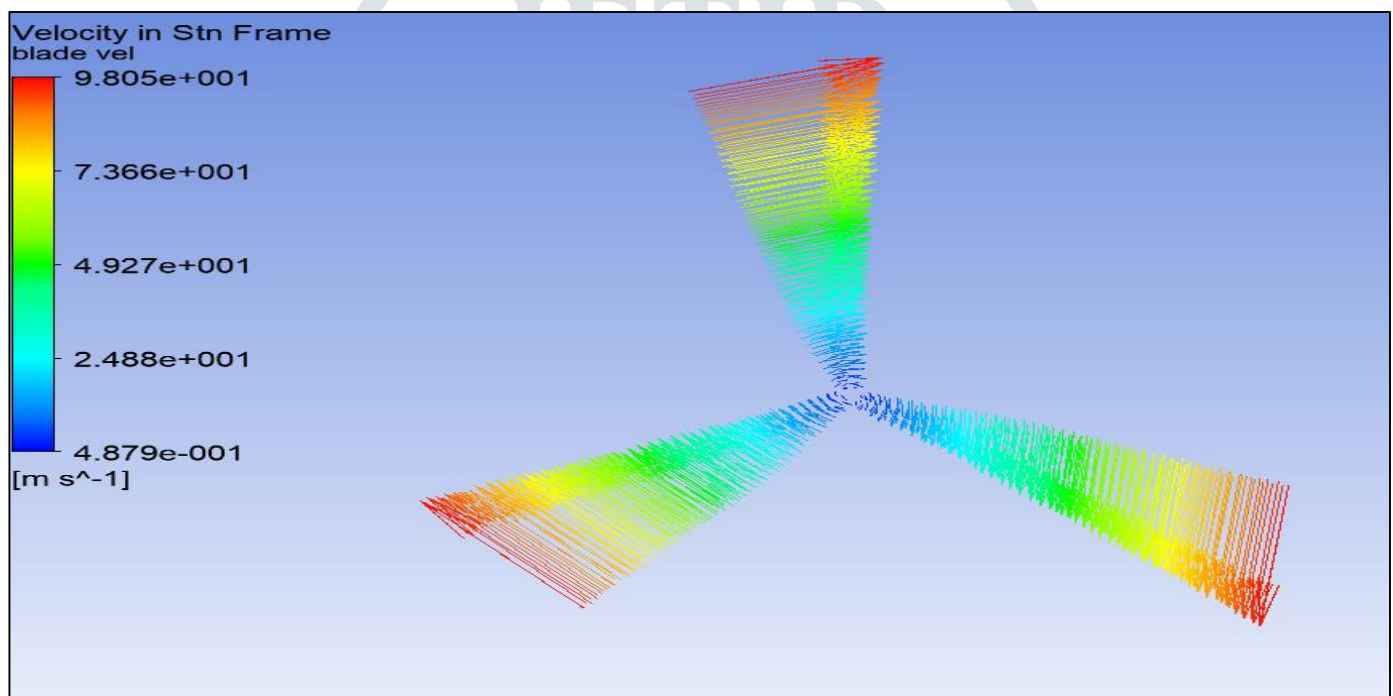 Velocity in Stn Frame
blade vel
9.805e+001
7.366e+001
4.927e+001
2.488e+001
4.879e-001
[m s^-1]